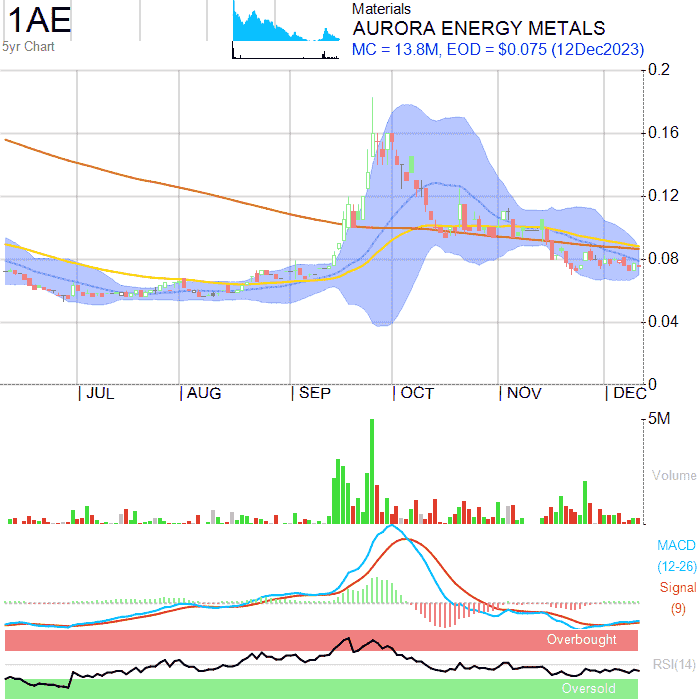 1AE
5yr Chart
Materials
AURORA ENERGY METALS
MC = 13.8M, EOD = $0.075 (12Dec2023)
0.2
0.16
0.12
0.08
0.04
0
JUL AUG SEP OCT NOV DEC
5M
Volume
MACD
(12-26)
Signal
(9)
Overbought
RSI(14)
Oversold